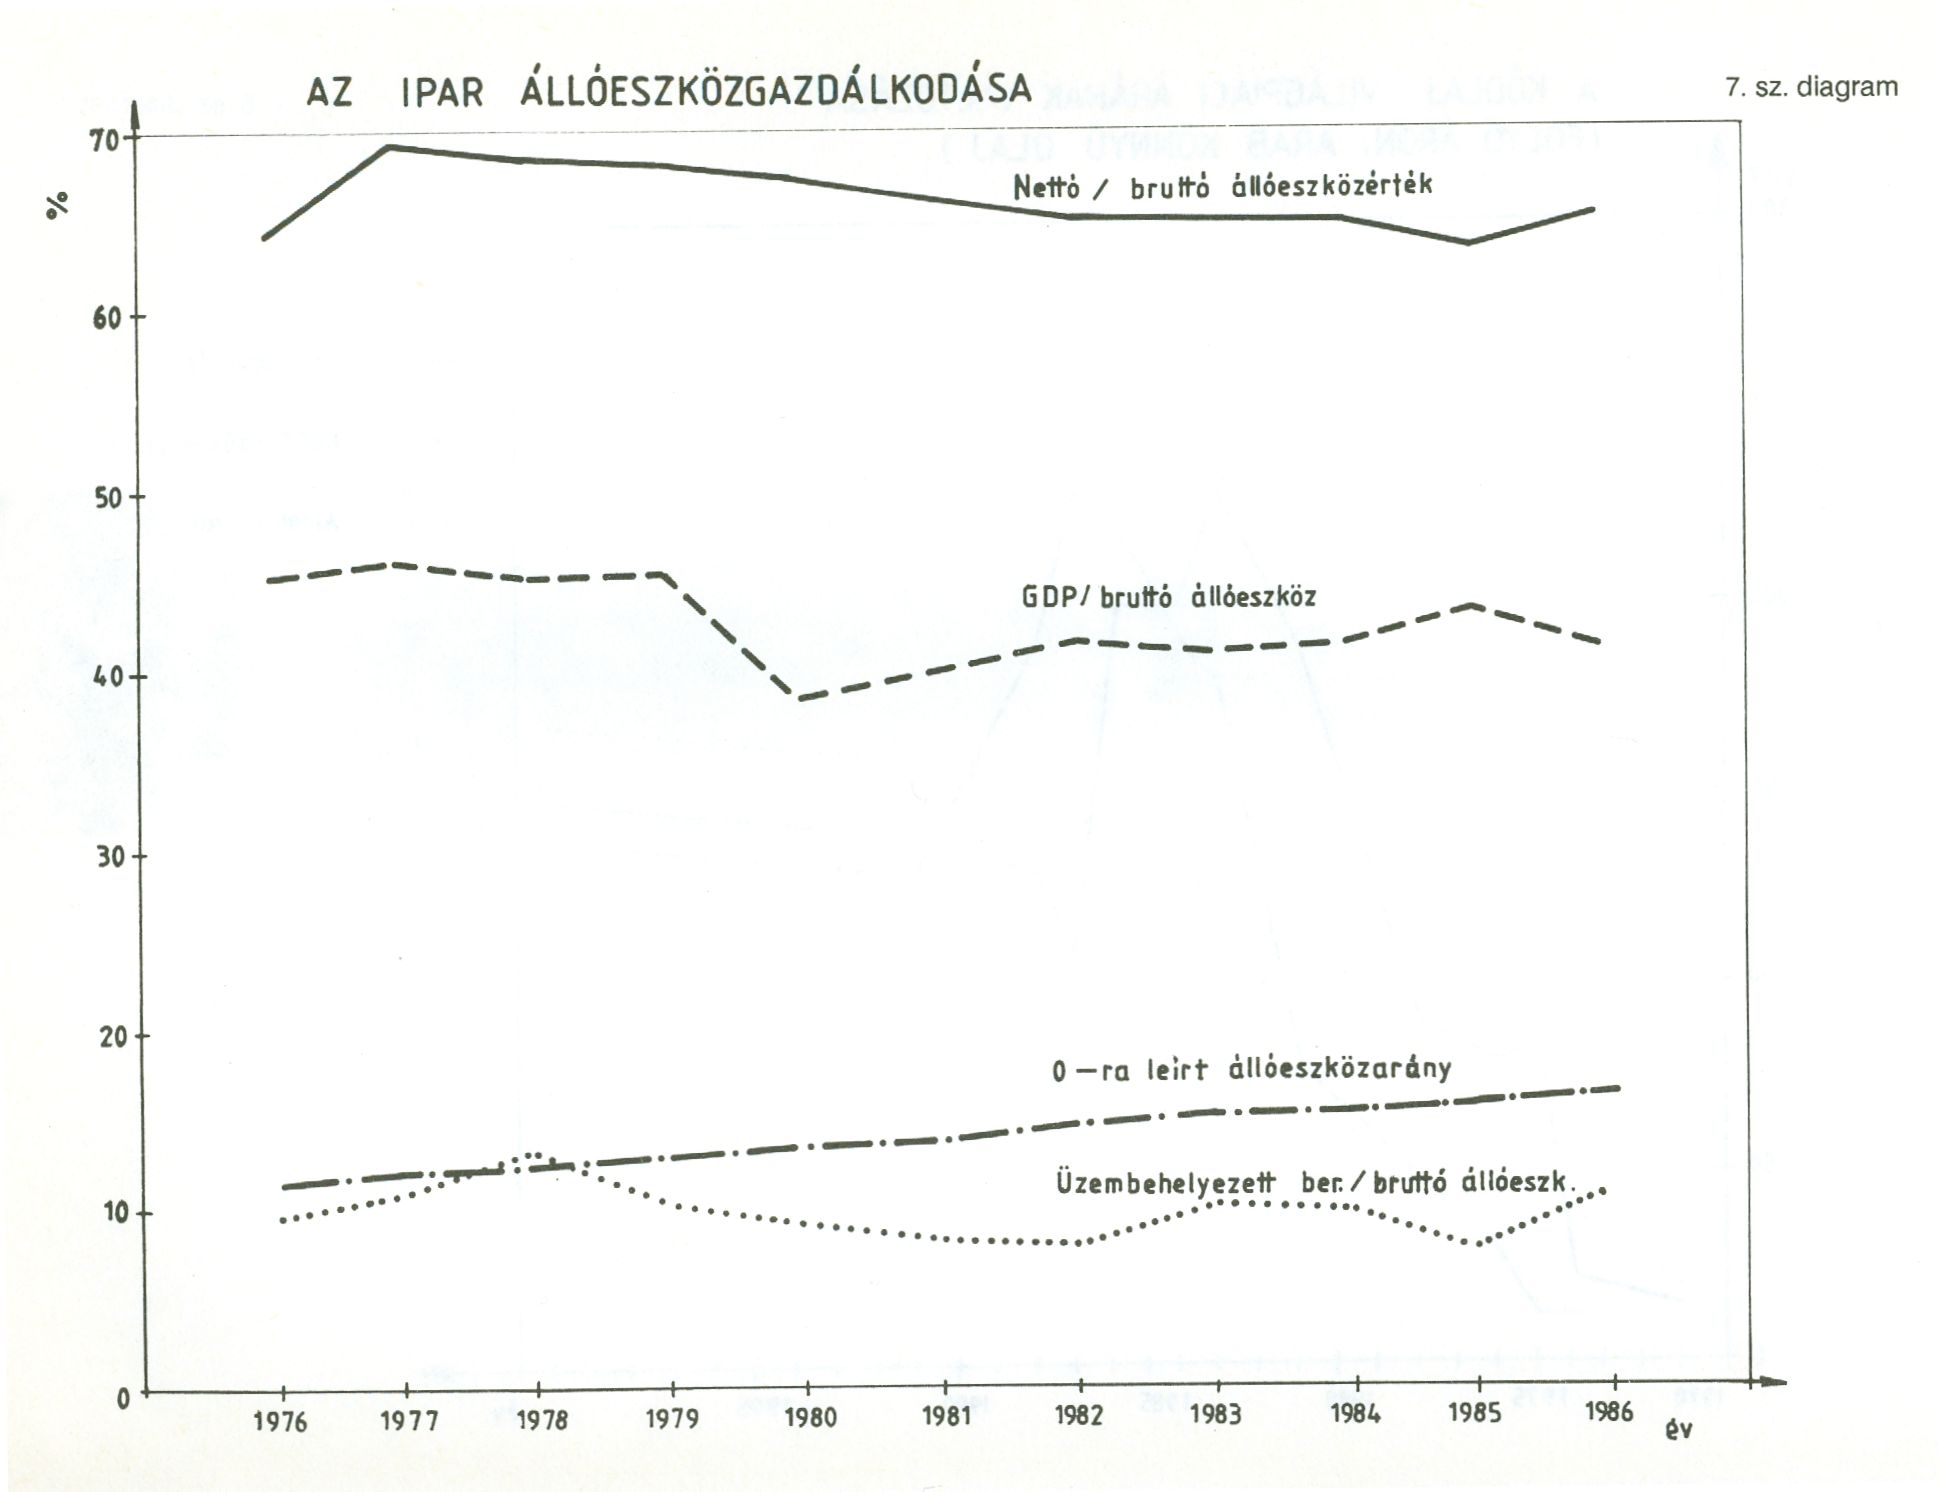 AZ IPAR ÁLLÓESZKÖZGAZDÁLKODÁSA
7. sz. diagram
70
%
Nettó / bruttó állóeszközérték
60
50
GDP/ bruttó állóeszköz
40
30
20
0 –ra leírt állóeszközarány
Üzembehelyezett ber. / bruttó állóeszk.
10
0
1976 1977 1978 1979 1980 1981 1982 1983 1984 1985 1986
év